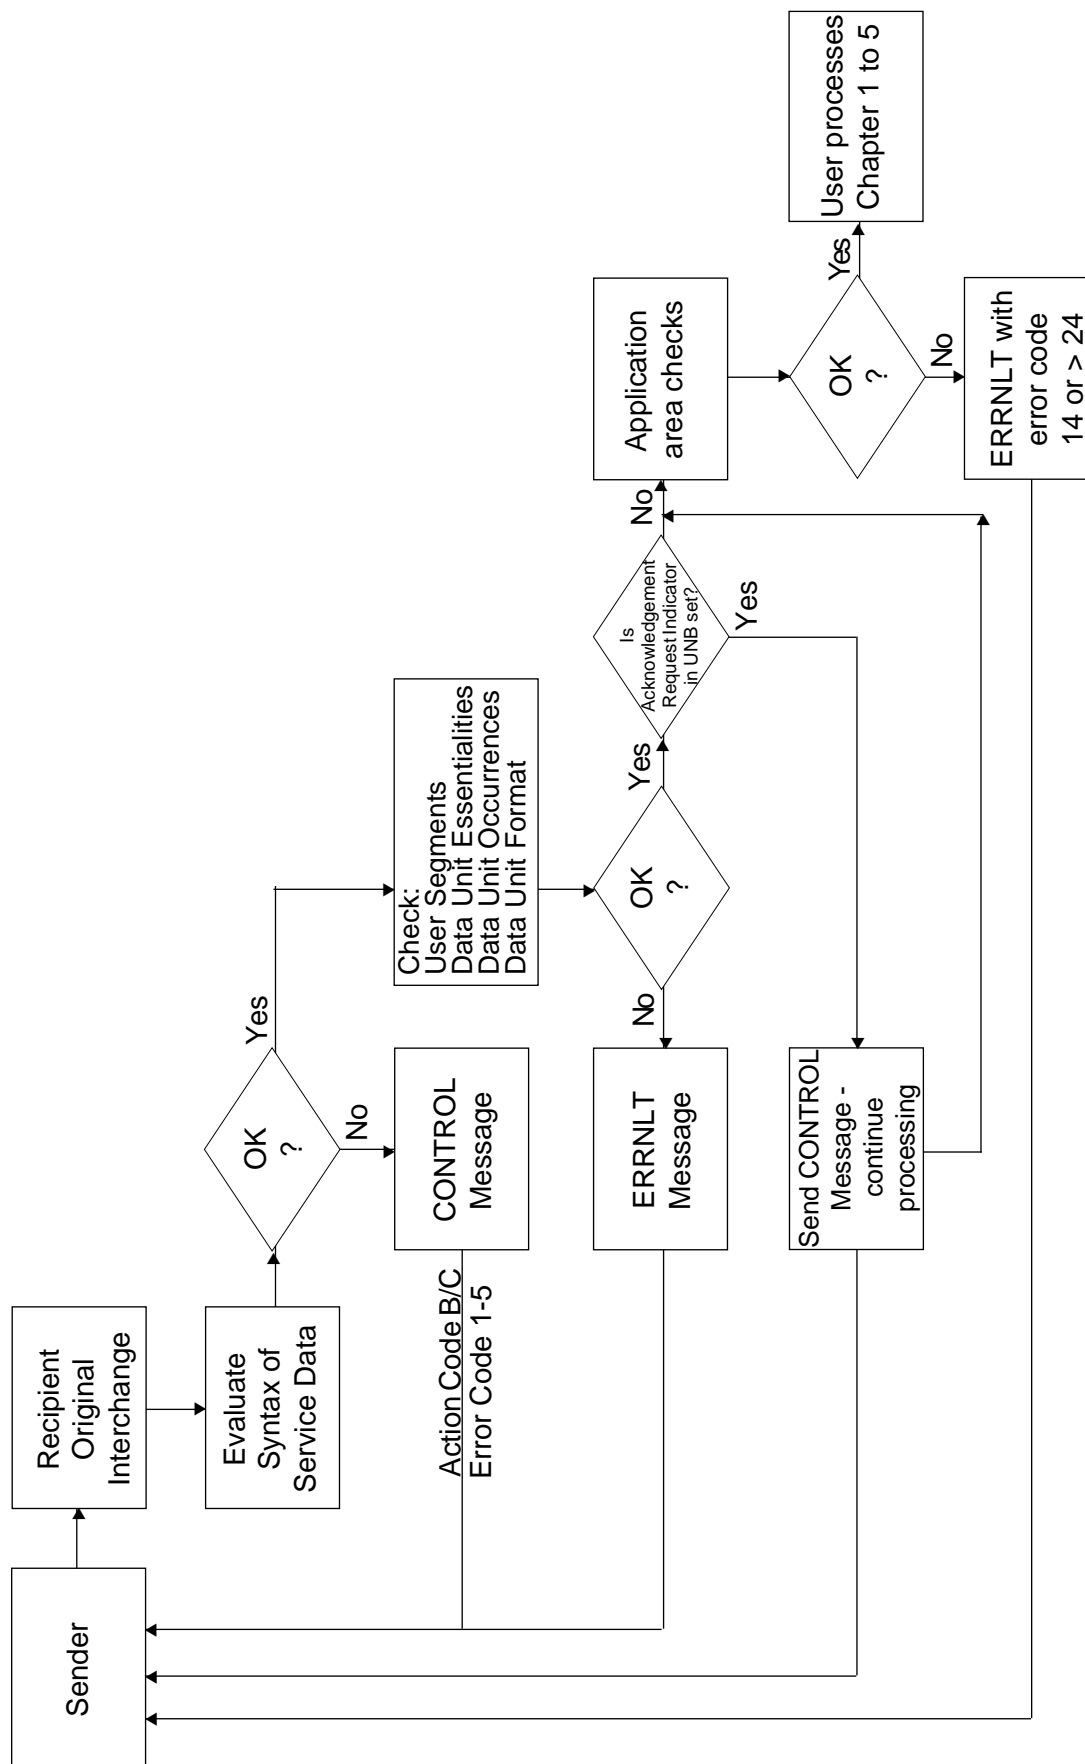 Sender
Recipient
Original
Interchange
Evaluate
Syntax of
Service Data
OK
?
Yes
No
CONTROL
Message
Action Code B/C
Error Code 1-5
Check:
User Segments
Data Unit Essentialities
Data Unit Occurrences
Data Unit Format
OK
?
No
Yes
ERRNLT
Message
Is
Acknowledgement
Request Indicator
in UNB set?
Yes
No
Send CONTROL
Message -
continue
processing
Application
area checks
OK
?
Yes
No
User processes
Chapter 1 to 5
ERRNLT with
error code
14 or > 24